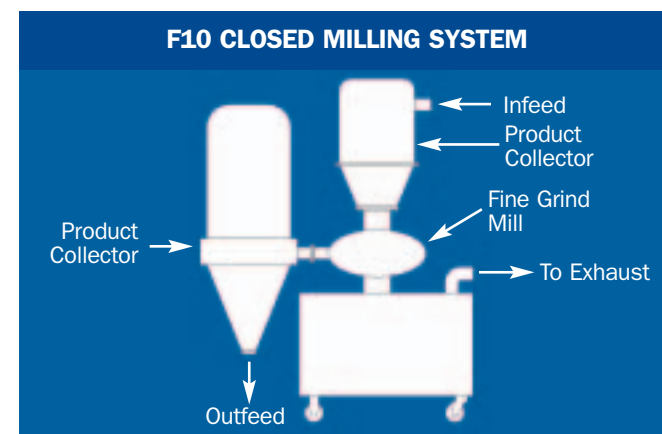 F10 CLOSED MILLING SYSTEM
Infeed
Product
Collector
Fine Grind
Mill
Product
Collector
To Exhaust
Outfeed